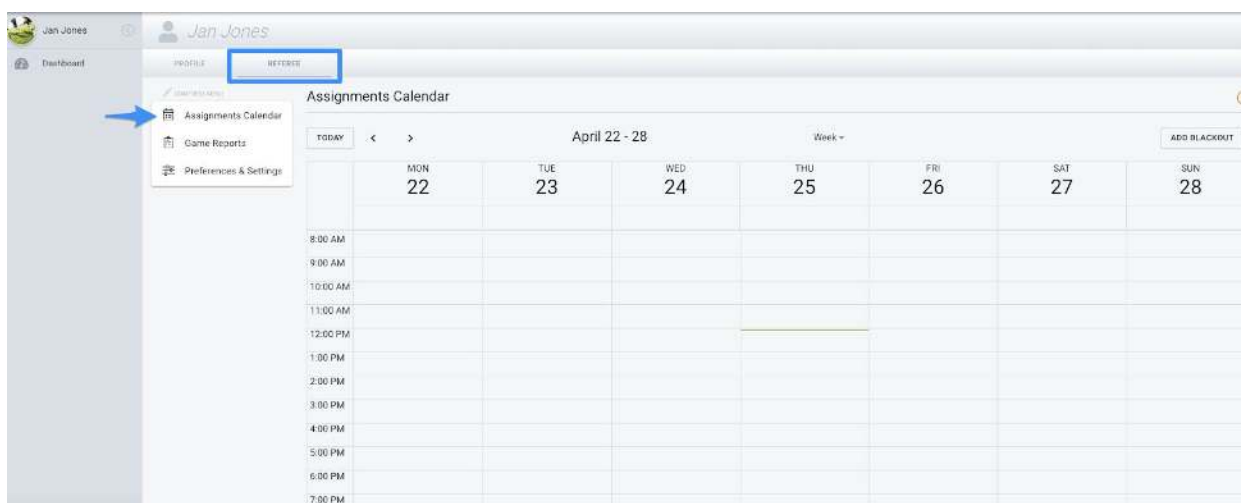 Jan Jones
Jan Jones
Dashboard
PROFILE
REFEREE
Assignments Calendar
Game Reports
Preferences & Settings
Assignments Calendar
TODAY < > April 22 - 28 Week ADD BLACKOUT
MON TUE WED THU FRI SAT SUN
22 23 24 25 26 27 28
8:00 AM
9:00 AM
10:00 AM
11:00 AM
12:00 PM
1:00 PM
2:00 PM
3:00 PM
4:00 PM
5:00 PM
6:00 PM
7:00 PM